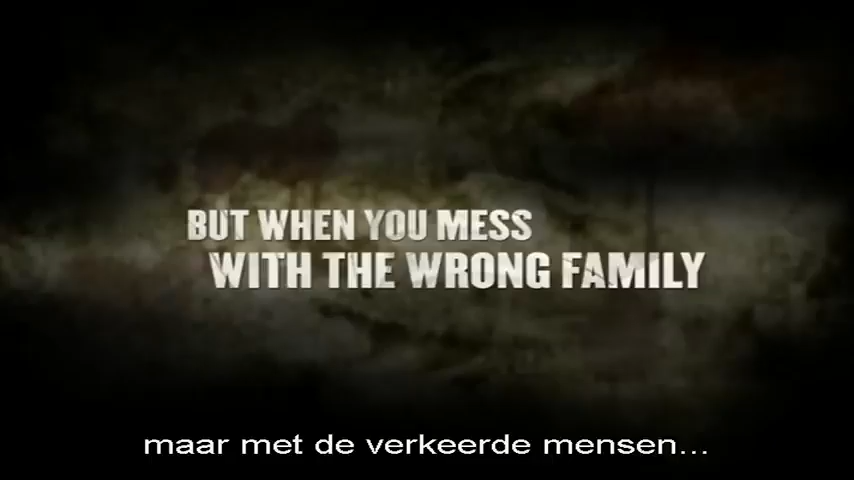 BUT WHEN YOU MESS
WITH THE WRONG FAMILY
maar met de verkeerde mensen...